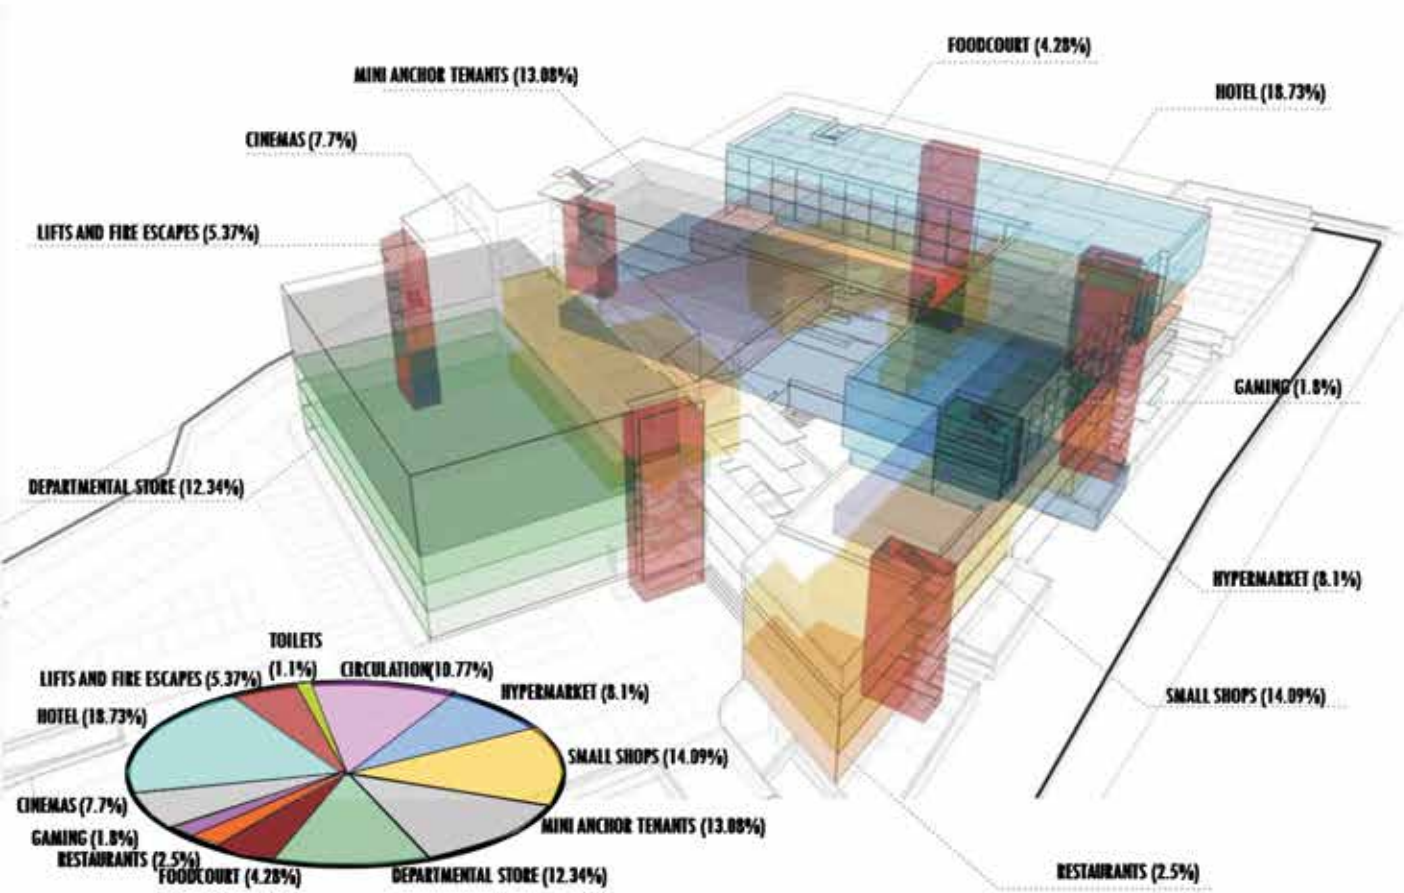 FOODCOURT (4.28%)
MINI ANCHOR TENANTS (13.08%)
HOTEL (18.73%)
CINEMAS (7.7%)
LIFTS AND FIRE ESCAPES (5.37%)
GAMING (1.8%)
DEPARTMENTAL STORE (12.34%)
HYPERMARKET (8.1%)
SMALL SHOPS (14.09%)
RESTAURANTS (2.5%)
TOILETS
(1.1%)
CIRCULATION(10.77%)
LIFTS AND FIRE ESCAPES (5.37%)
HYPERMARKET (8.1%)
HOTEL (18.73%)
SMALL SHOPS (14.09%)
CINEMAS (7.7%)
MINI ANCHOR TENANTS (13.08%)
GAMING (1.8%)
RESTAURANTS (2.5%)
FOODCOURT (4.28%)
DEPARTMENTAL STORE (12.34%)